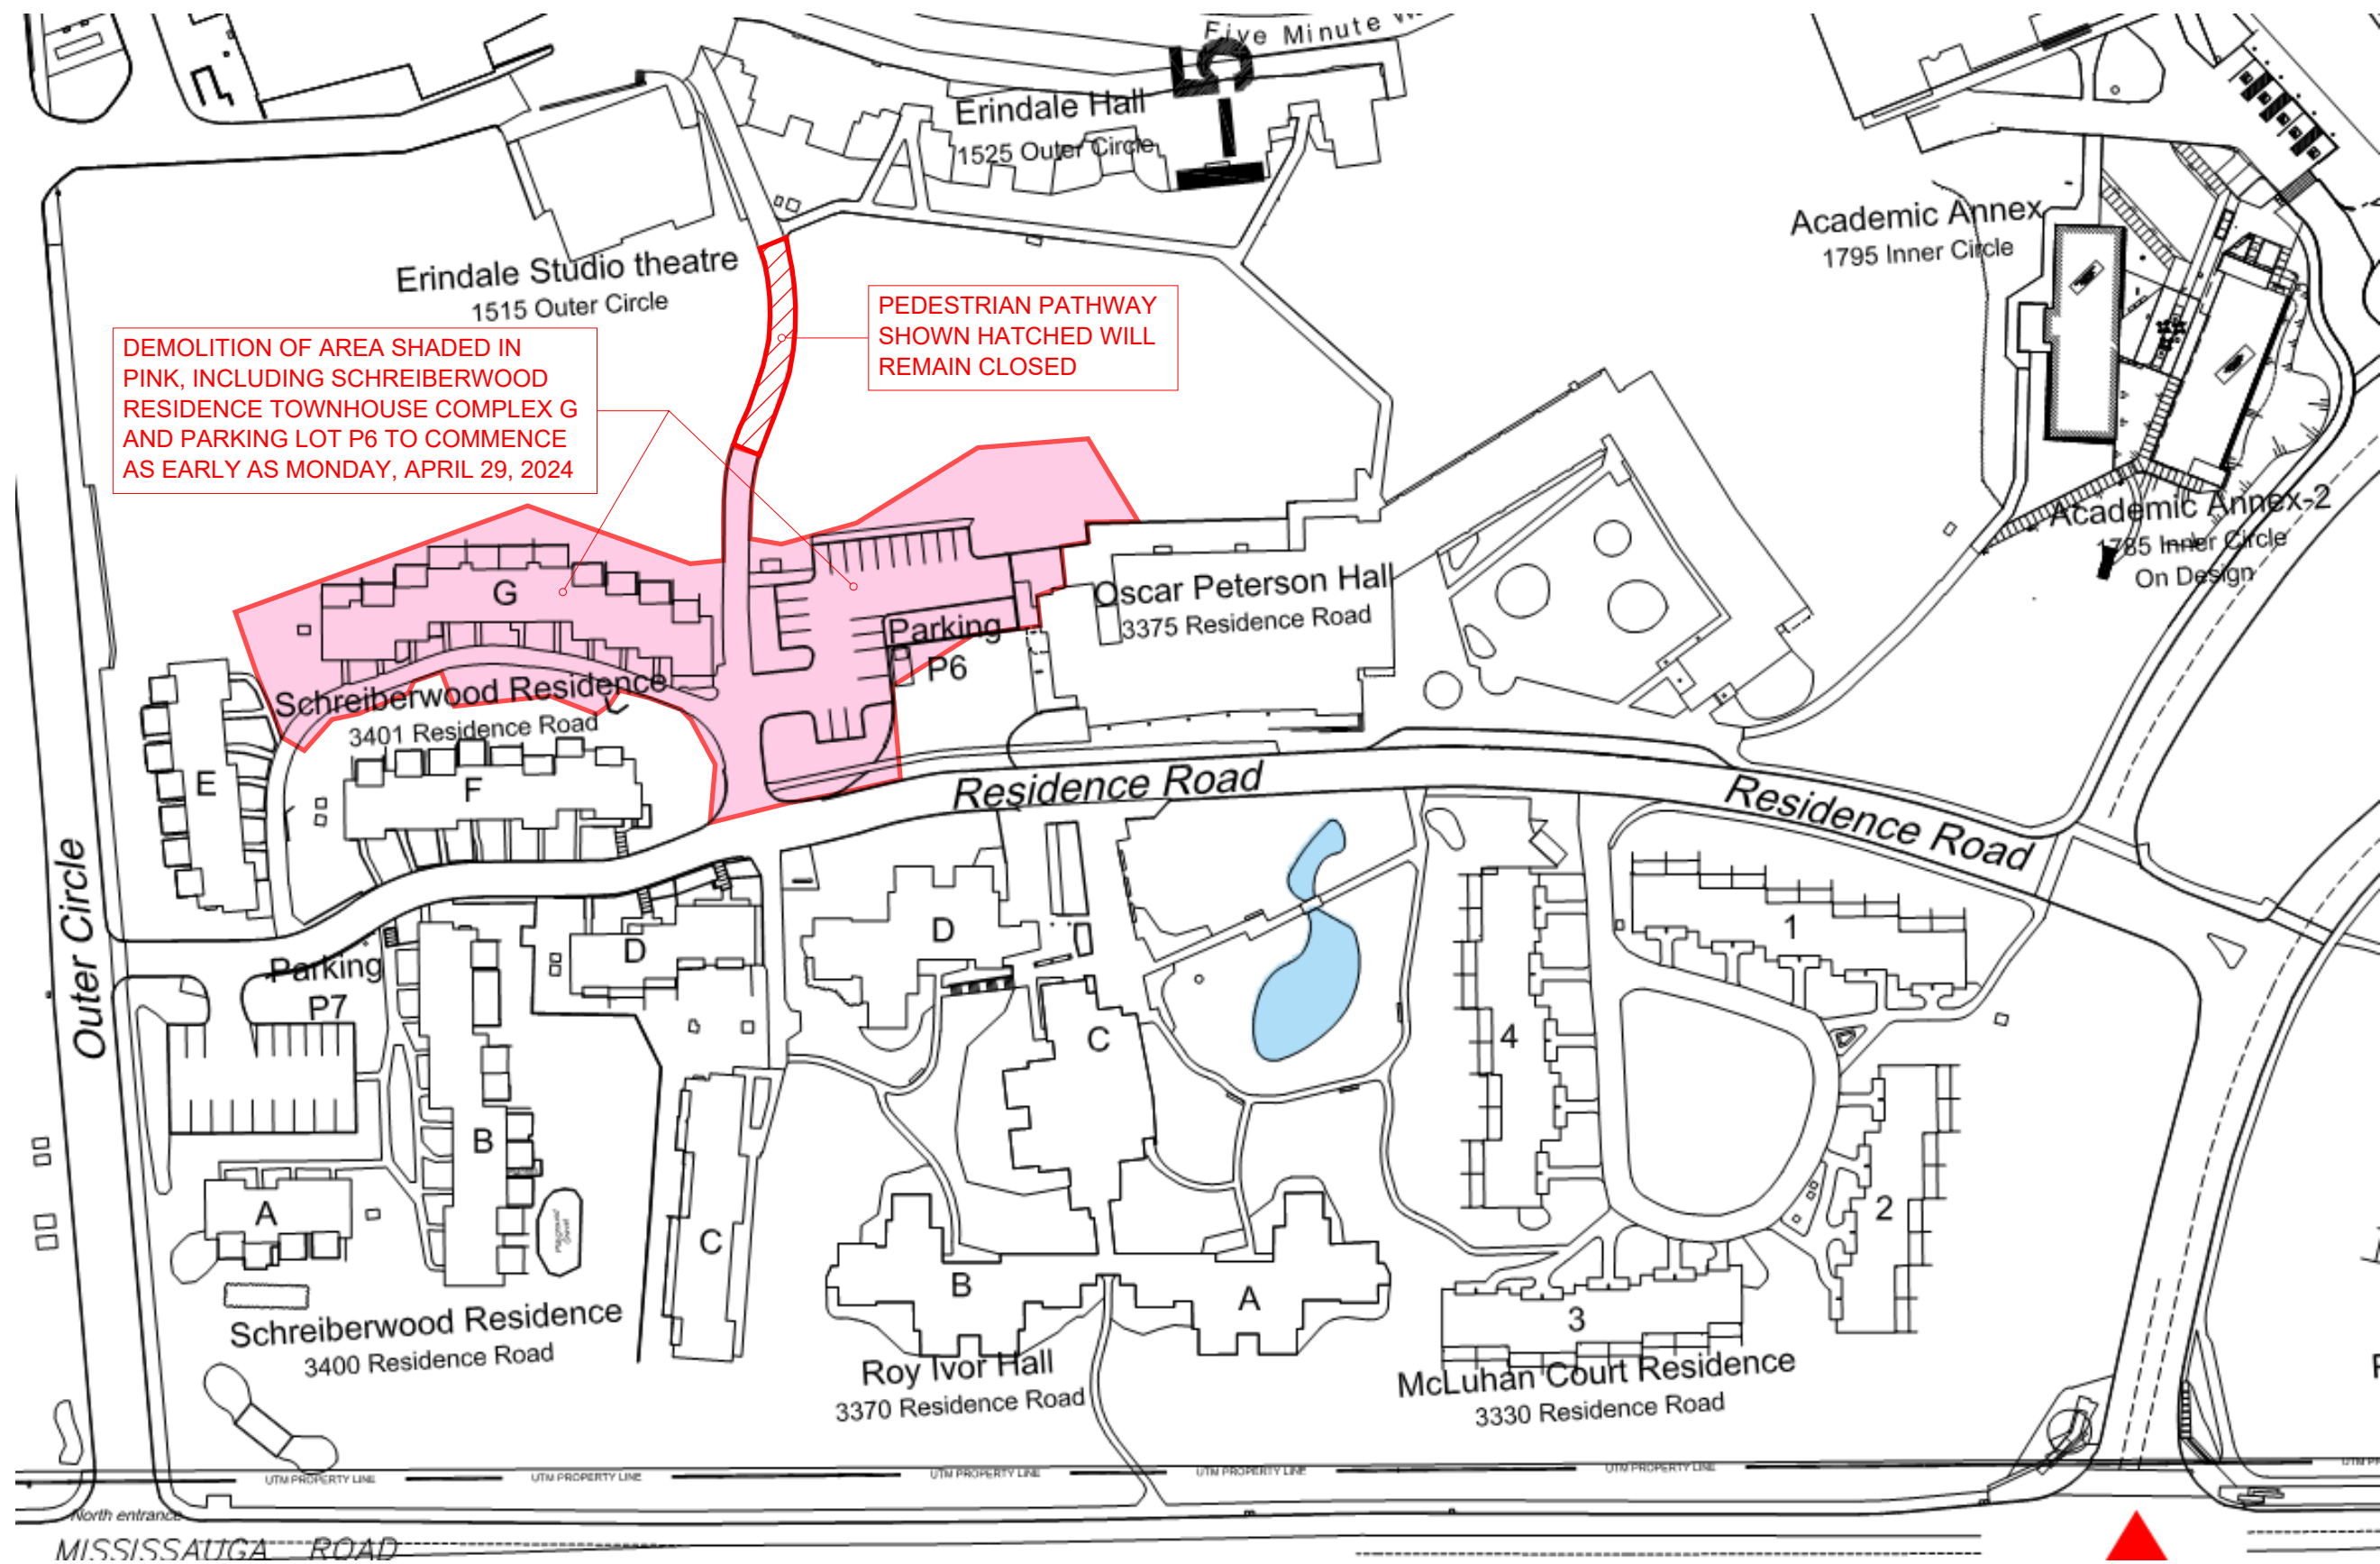 Five Minute
5
Erindale Hall
1525 Outer Circle
Academic Annex
1795 Inner Circle
Erindale Studio theatre
1515 Outer Circle
PEDESTRIAN PATHWAY
SHOWN HATCHED WILL
REMAIN CLOSED
DEMOLITION OF AREA SHADED IN
PINK, INCLUDING SCHREIBERWOOD
RESIDENCE TOWNHOUSE COMPLEX G
AND PARKING LOT P6 TO COMMENCE
AS EARLY AS MONDAY, APRIL 29, 2024
Academic Annex-2
1785 Inner Circle
On Design
G
Oscar Peterson Hall
3375 Residence Road
Parking
P6
Schreiberwood Residence
3401 Residence Road
E
F
Residence Road
Residence Road
Outer Circle
Parking
P7
D
D
C
1
4
2
B
A
C
B
A
3
Schreiberwood Residence
3400 Residence Road
Roy Ivor Hall
3370 Residence Road
McLuhan Court Residence
3330 Residence Road
UTM PROPERTY LINE
UTM PROPERTY LINE
UTM PROPERTY LINE
UTM PROPERTY LINE
UTM PROPERTY LINE
North entrance
MISSISSAUGA ROAD